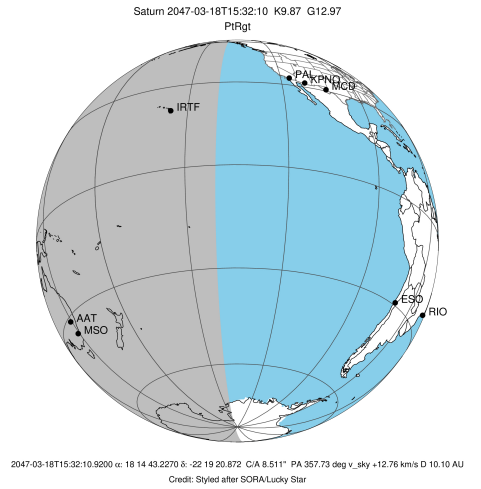 Saturn 2047-03-18T15:32:10 K9.87 G12.97
PtRgt
PAL
KPNO
MCD
IRTF
ESO
RIO
AAT
MSO
2047-03-18T15:32:10.9200 α: 18 14 43.2270 δ: -22 19 20.872 C/A 8.511" PA 357.73 deg v_sky +12.76 km/s D 10.10 AU
Credit: Styled after SORA/Lucky Star